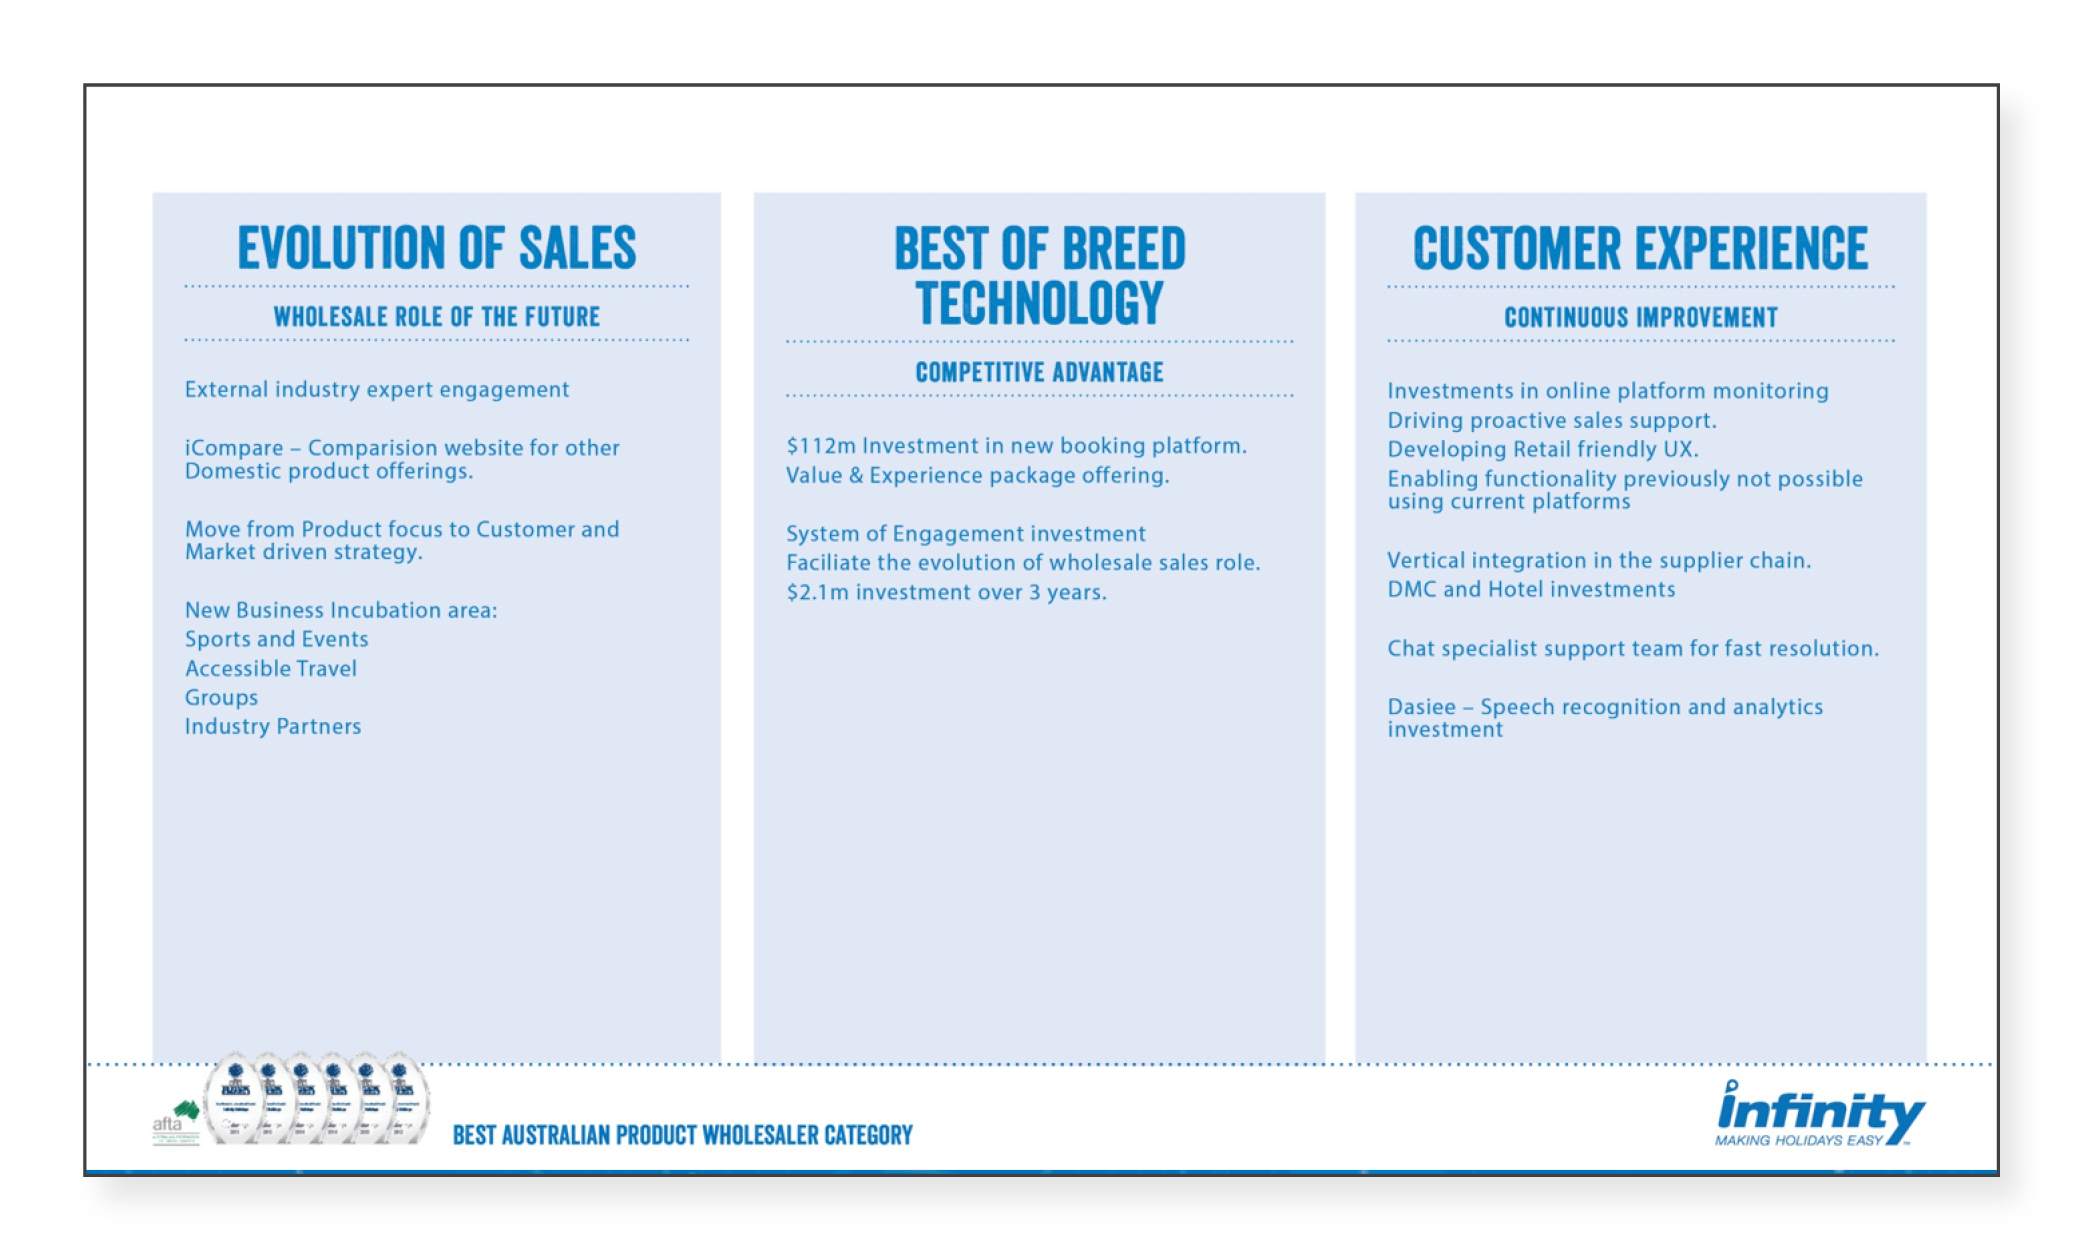 EVOLUTION OF SALES
WHOLESALE ROLE OF THE FUTURE
External industry expert engagement
iCompare – Comparision website for other
Domestic product offerings.
Move from Product focus to Customer and
Market driven strategy.
New Business Incubation area:
Sports and Events
Accessible Travel
Groups
Industry Partners
BEST OF BREED
TECHNOLOGY
COMPETITIVE ADVANTAGE
$112m Investment in new booking platform.
Value & Experience package offering.
System of Engagement investment
Faciliate the evolution of wholesale sales role.
$2.1m investment over 3 years.
CUSTOMER EXPERIENCE
CONTINUOUS IMPROVEMENT
Investments in online platform monitoring
Driving proactive sales support.
Developing Retail friendly UX.
Enabling functionality previously not possible
using current platforms
Vertical integration in the supplier chain.
DMC and Hotel investments
Chat specialist support team for fast resolution.
Dasiee – Speech recognition and analytics
investment
afta
BEST AUSTRALIAN PRODUCT WHOLESALER CATEGORY
infinity
MAKING HOLIDAYS EASY